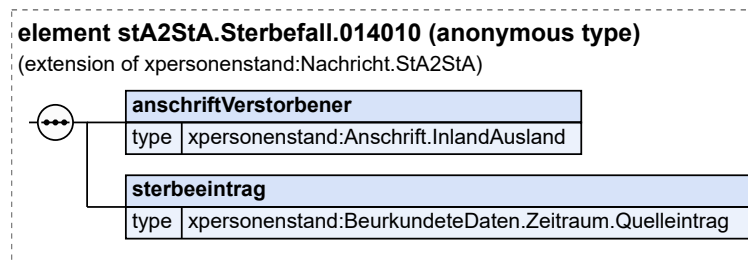 element stA2StA.Sterbefall.014010 (anonymous type)
(extension of xpersonenstand:Nachricht.StA2StA)
anschriftVerstorbener
type xpersonenstand:Anschrift.InlandAusland
sterbeeintrag
type xpersonenstand:BeurkundeteDaten.Zeitraum.Quelleintrag